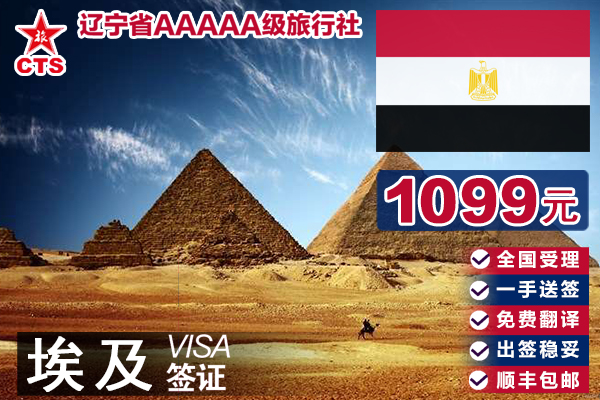 旅
CTS
辽宁省AAAAA级旅行社
1099元
全国受理
一手送签
免费翻译
出签稳妥
顺丰包邮
埃及
VISA
签证